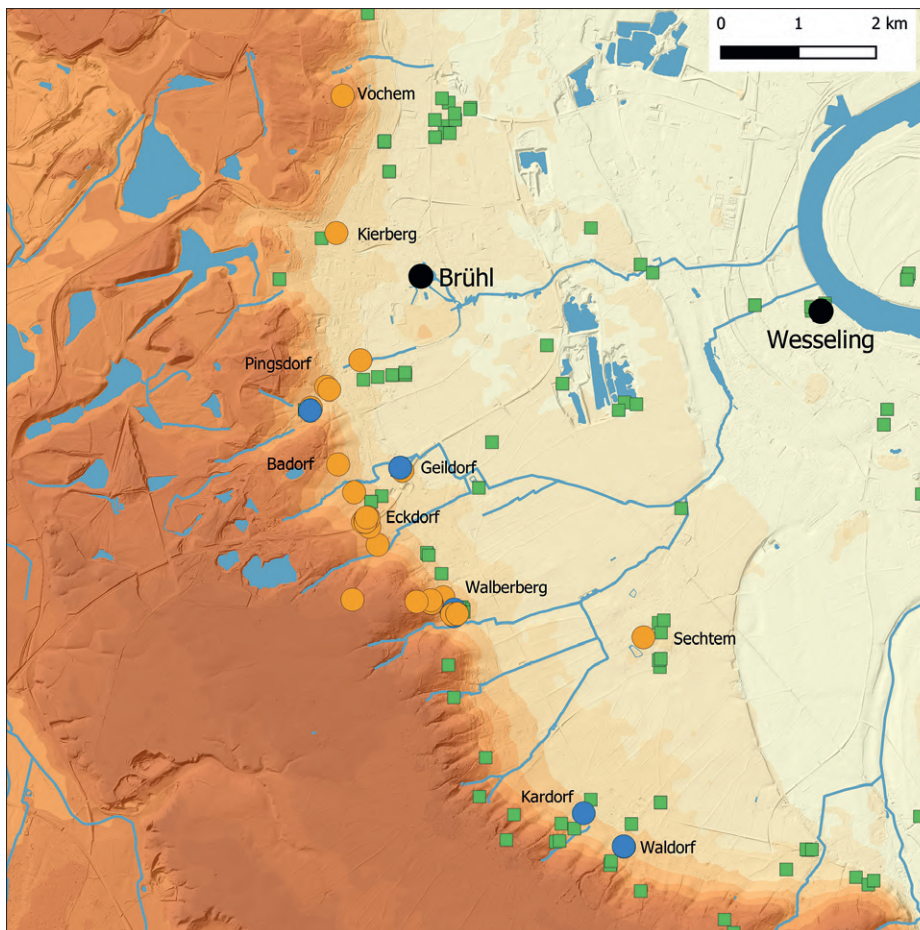 0 1 2 km
Vochem
Kierberg
Brühl
Wesseling
Pingsdorf
Badorf
Geildorf
Eckdorf
Walberberg
Sechtem
Kardorf
Waldorf